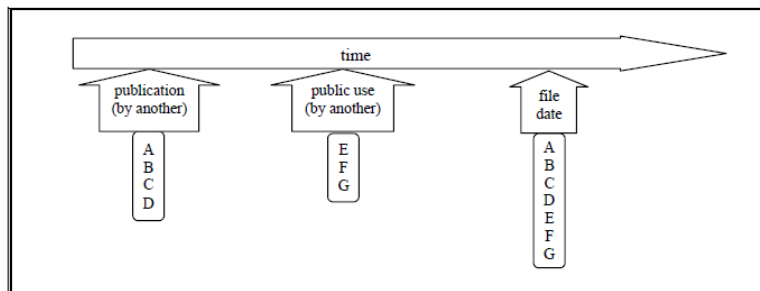 time
publication
(by another)
public use
(by another)
file
date
A
B
C
D
E
F
G
A
B
C
D
E
F
G